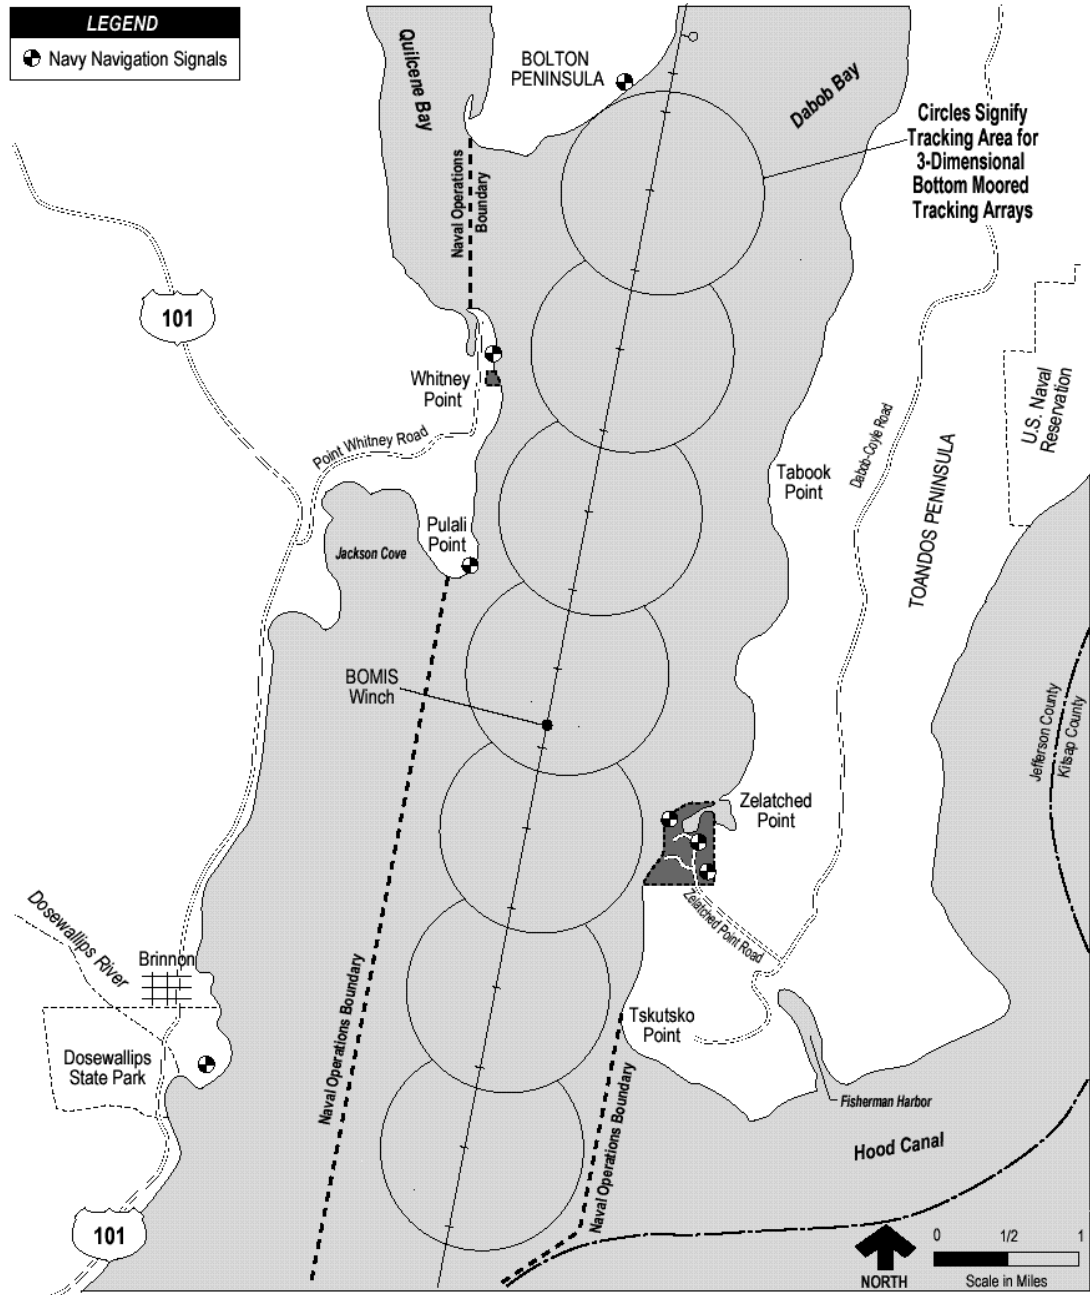 LEGEND
Navy Navigation Signals
Quilcene Bay
BOLTON
PENINSULA
Dabob Bay
Circles Signify
Tracking Area for
3-Dimensional
Bottom Moored
Tracking Arrays
Naval Operations
Boundary
101
Whitney
Point
Point Whitney Road
U.S. Naval
Reservation
Dabob-Coyle Road
TOANDOS PENINSULA
Tabook
Point
Pulali
Point
Jackson Cove
BOMIS
Winch
Jefferson County
Kitsap County
Zelatched
Point
Zelatched Point Road
Dosewallips River
Brinnon
Naval Operations Boundary
Tskutsko
Point
Dosewallips
State Park
Naval Operations Boundary
Fisherman Harbor
Hood Canal
101
NORTH
0 1/2 1
Scale in Miles